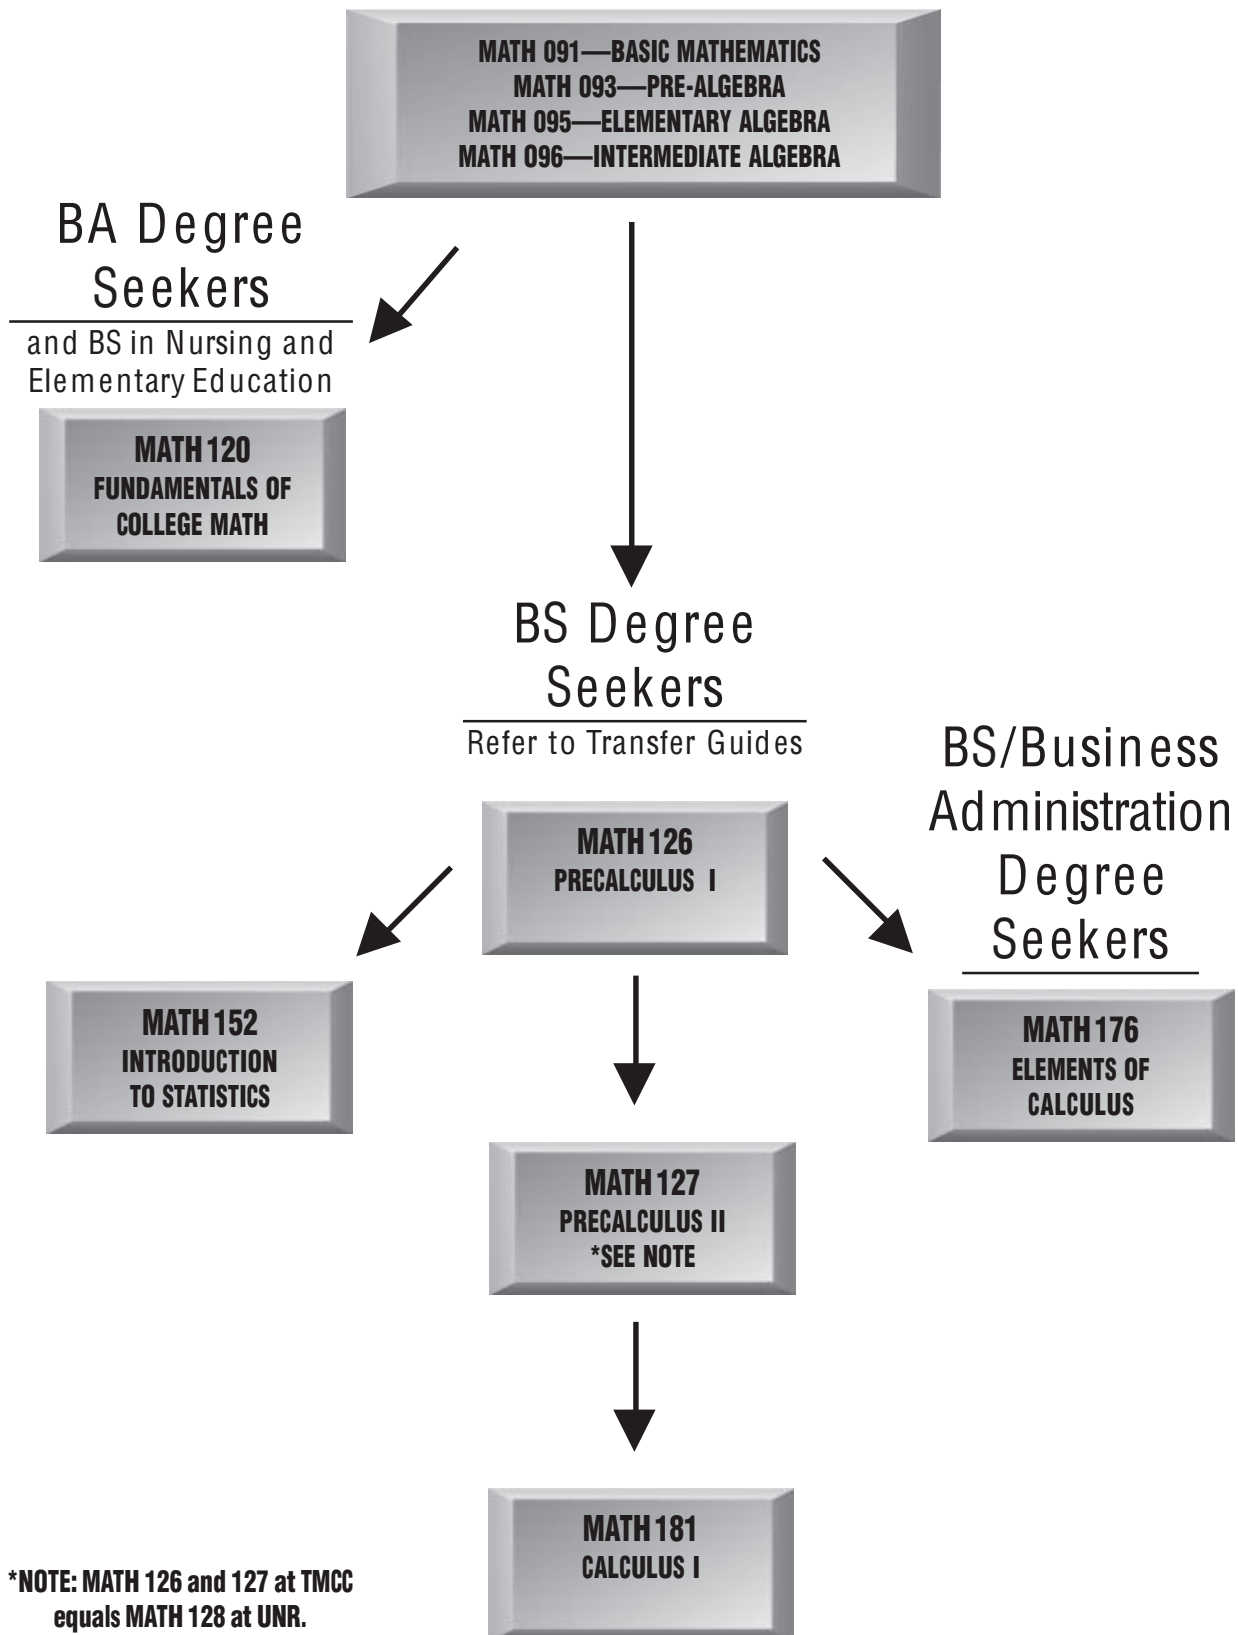 MATH 091—BASIC MATHEMATICS
MATH 093—PRE-ALGEBRA
MATH 095—ELEMENTARY ALGEBRA
MATH 096—INTERMEDIATE ALGEBRA
BA Degree
Seekers
and BS in Nursing and
Elementary Education
MATH 120
FUNDAMENTALS OF
COLLEGE MATH
BS Degree
Seekers
Refer to Transfer Guides
BS/Business
Administration
Degree
Seekers
MATH 126
PRECALCULUS I
MATH 152
INTRODUCTION
TO STATISTICS
MATH 176
ELEMENTS OF
CALCULUS
MATH 127
PRECALCULUS II
*SEE NOTE
MATH 181
CALCULUS I
*NOTE: MATH 126 and 127 at TMCC
equals MATH 128 at UNR.